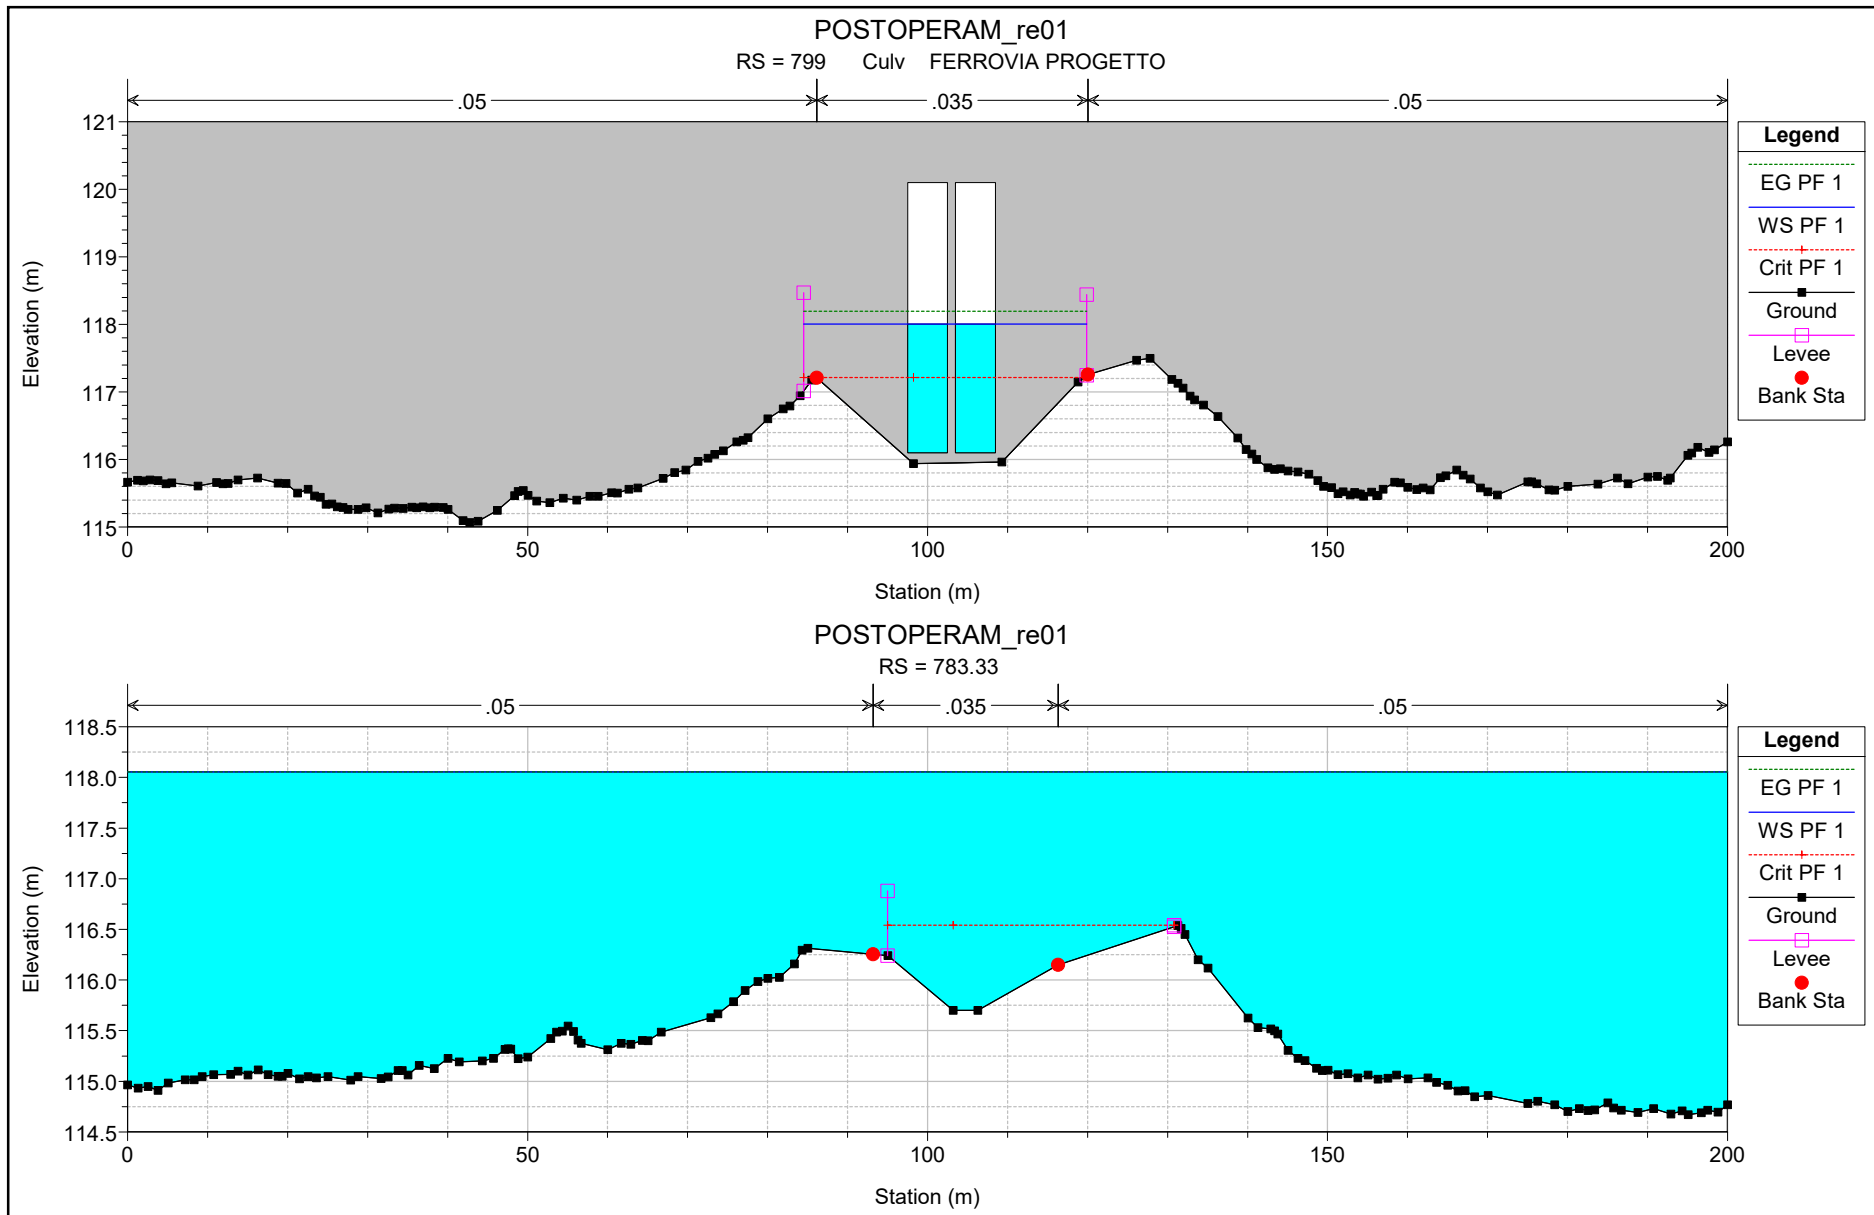 POSTOPERAM_re01
RS = 799 Culv FERROVIA PROGETTO
.05 .035 .05
121
120
119
118
117
116
115
Elevation (m)
0 50 100 150 200
Station (m)
Legend
EG PF 1
WS PF 1
Crit PF 1
Ground
Levee
Bank Sta
POSTOPERAM_re01
RS = 783.33
.05 .035 .05
118.5
118.0
117.5
117.0
116.5
116.0
115.5
115.0
114.5
Elevation (m)
0 50 100 150 200
Station (m)
Legend
EG PF 1
WS PF 1
Crit PF 1
Ground
Levee
Bank Sta